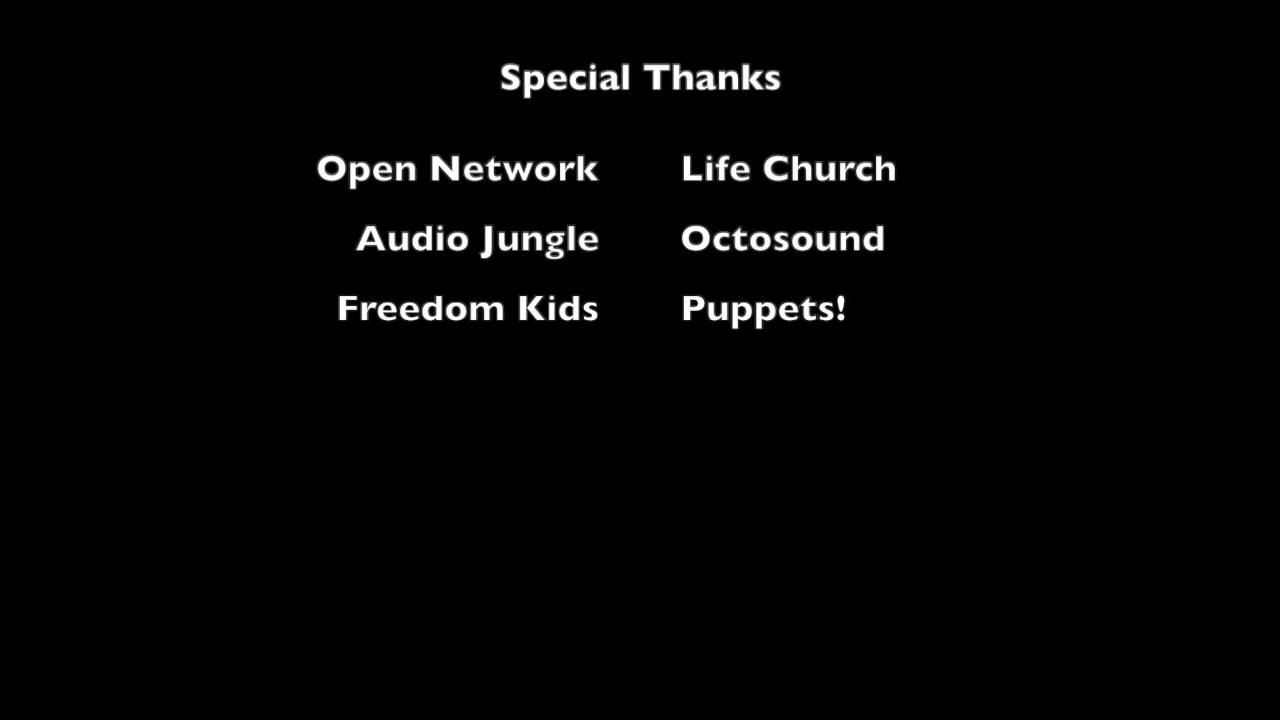 Special Thanks
Open Network Life Church
Audio Jungle Octosound
Freedom Kids Puppets!